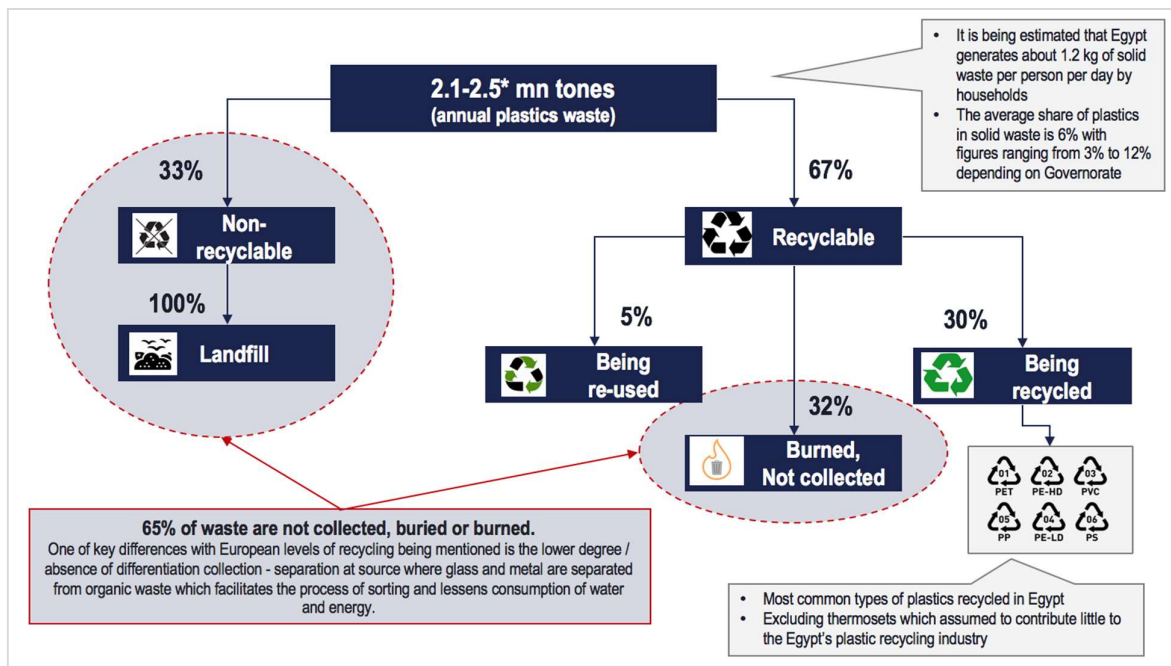 2.1-2.5* mn tones
(annual plastics waste)
• It is being estimated that Egypt
generates about 1.2 kg of solid
waste per person per day by
households
• The average share of plastics
in solid waste is 6% with
figures ranging from 3% to 12%
depending on Governorate
33%
67%
Non-
recyclable
Recyclable
100%
Landfill
5%
30%
Being
re-used
Being
recycled
32%
Burned,
Not collected
01
PET
02
PE-HD
03
PVC
05
PP
04
PE-LD
06
PS
65% of waste are not collected, buried or burned.
One of key differences with European levels of recycling being mentioned is the lower degree /
absence of differentiation collection - separation at source where glass and metal are separated
from organic waste which facilitates the process of sorting and lessens consumption of water
and energy.
• Most common types of plastics recycled in Egypt
• Excluding thermosets which assumed to contribute little to
the Egypt's plastic recycling industry